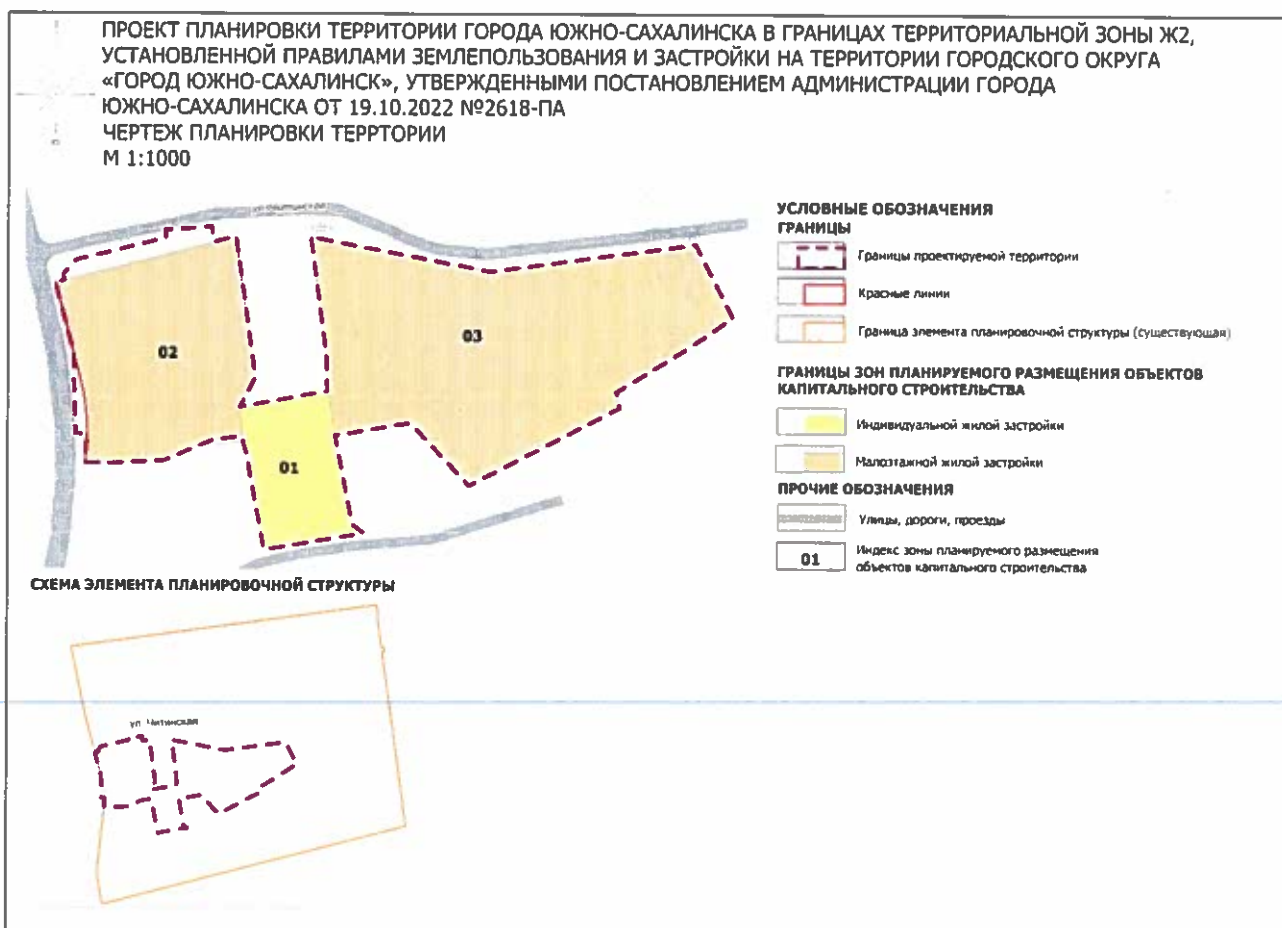 ПРОЕКТ ПЛАНИРОВКИ ТЕРРИТОРИИ ГОРОДА ЮЖНО-САХАЛИНСКА В ГРАНИЦАХ ТЕРРИТОРИАЛЬНОЙ ЗОНЫ Ж2,
УСТАНОВЛЕННОЙ ПРАВИЛАМИ ЗЕМЛЕПОЛЬЗОВАНИЯ И ЗАСТРОЙКИ НА ТЕРРИТОРИИ ГОРОДСКОГО ОКРУГА
«ГОРОД ЮЖНО-САХАЛИНСК», УТВЕРЖДЕННЫМИ ПОСТАНОВЛЕНИЕМ АДМИНИСТРАЦИИ ГОРОДА
ЮЖНО-САХАЛИНСКА ОТ 19.10.2022 №2618-ПА
ЧЕРТЕЖ ПЛАНИРОВКИ ТЕРРТОРИИ
М 1:1000
02
03
01
УСЛОВНЫЕ ОБОЗНАЧЕНИЯ
ГРАНИЦЫ
Границы проектируемой территории
Красные линии
Граница элемента планировочной структуры (существующая)
ГРАНИЦЫ ЗОН ПЛАНИРУЕМОГО РАЗМЕЩЕНИЯ ОБЪЕКТОВ
КАПИТАЛЬНОГО СТРОИТЕЛЬСТВА
Индивидуальной жилой застройки
Малоэтажной жилой застройки
ПРОЧИЕ ОБОЗНАЧЕНИЯ
Улицы, дороги, проезды
01
Индекс зоны планируемого размещения
объектов капитального строительства
СХЕМА ЭЛЕМЕНТА ПЛАНИРОВОЧНОЙ СТРУКТУРЫ
ул. Читинская